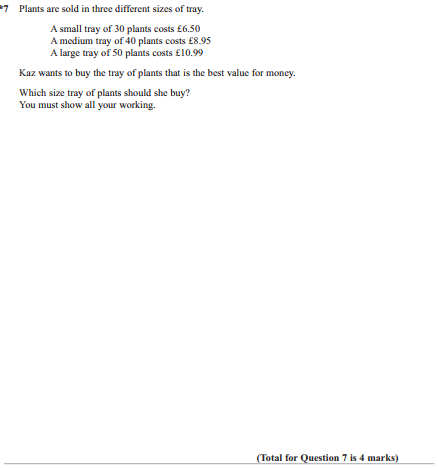 *7 Plants are sold in three different sizes of tray.
A small tray of 30 plants costs £6.50
A medium tray of 40 plants costs £8.95
A large tray of 50 plants costs £10.99
Kaz wants to buy the tray of plants that is the best value for money.
Which size tray of plants should she buy?
You must show all your working.
(Total for Question 7 is 4 marks)